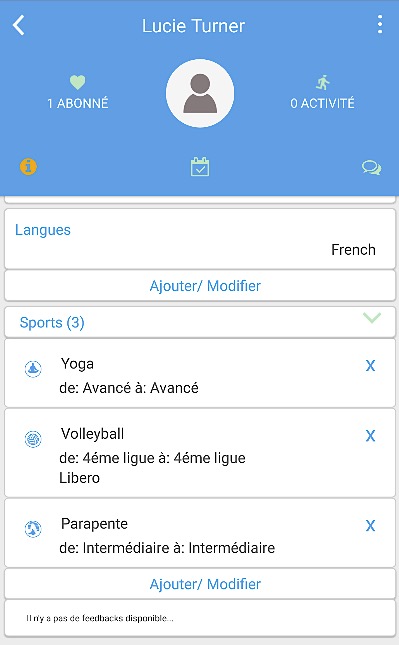 Lucie Turner
1 ABONNÉ
0 ACTIVITÉ
Langues
French
Ajouter/ Modifier
Sports (3)
Yoga
X
de: Avancé à: Avancé
Volleyball
X
de: 4éme ligue à: 4éme ligue
Libero
Parapente
X
de: Intermédiaire à: Intermédiaire
Ajouter/ Modifier
Il n'y a pas de feedbacks disponible...